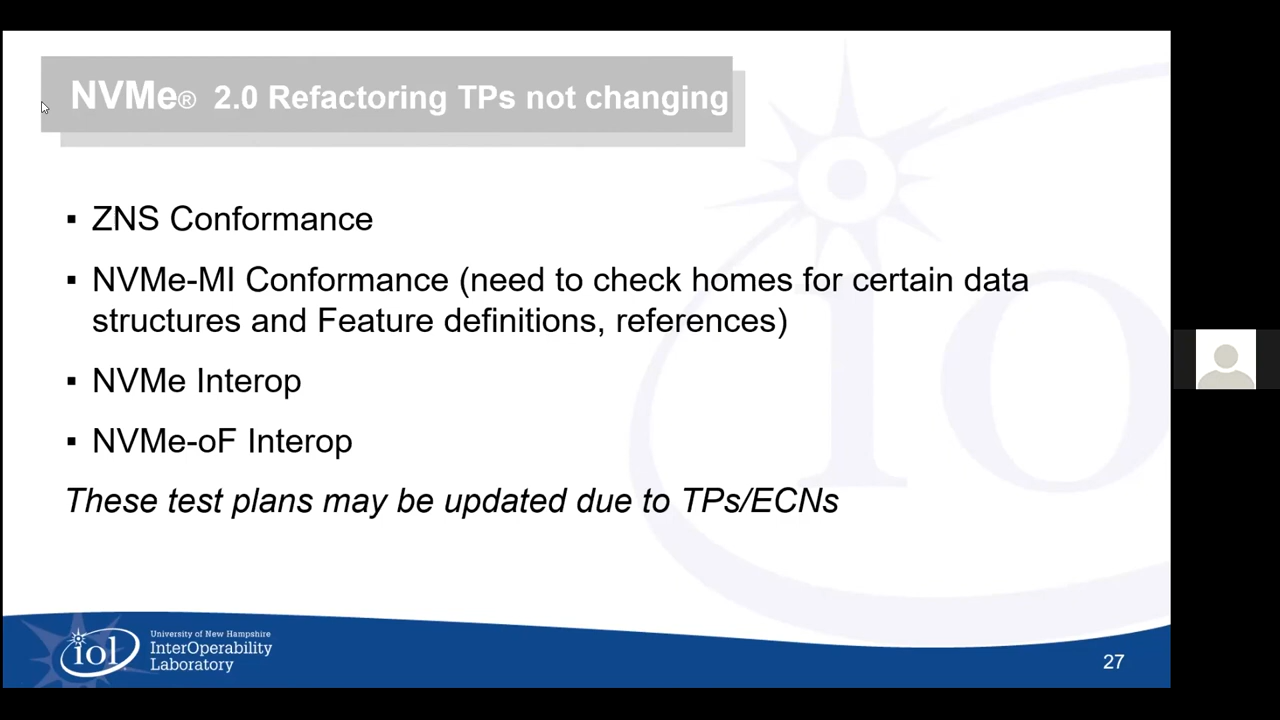 NVMe® 2.0 Refactoring TPs not changing
▪ ZNS Conformance
▪ NVMe-MI Conformance (need to check homes for certain data
structures and Feature definitions, references)
▪ NVMe Interop
▪ NVMe-oF Interop
These test plans may be updated due to TPs/ECNs
iol
University of New Hampshire
InterOperability
Laboratory
27